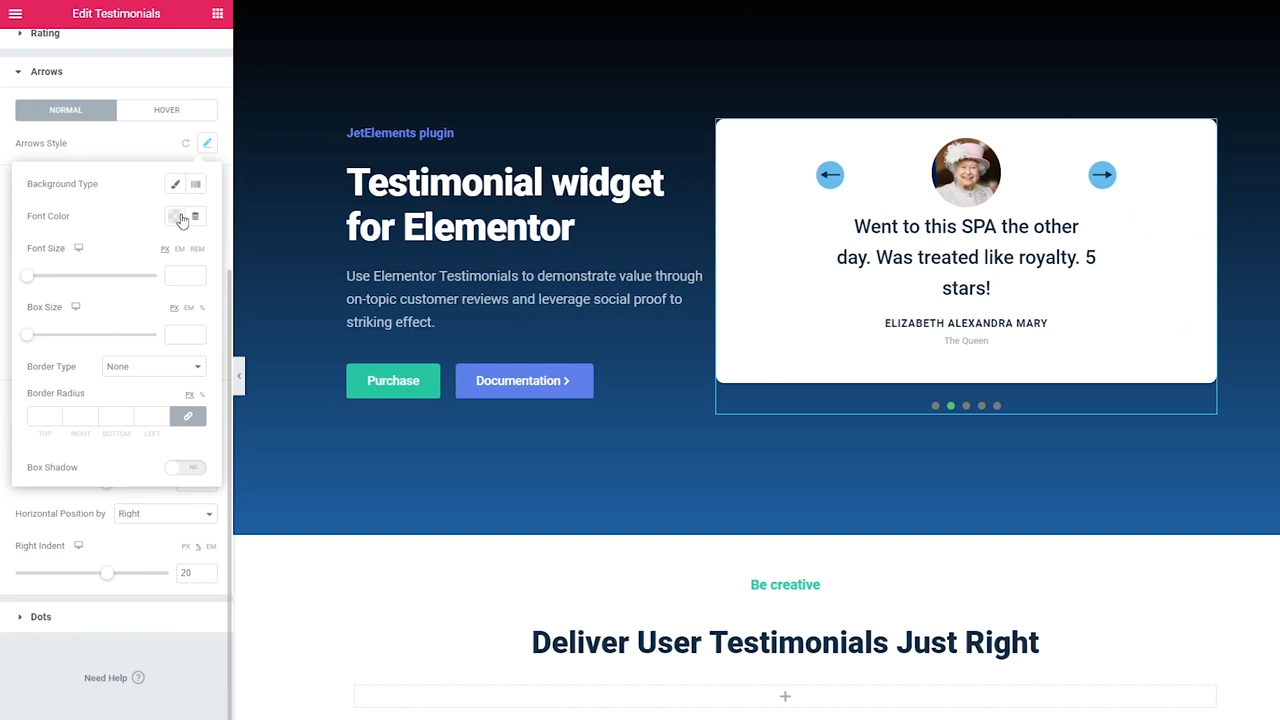 Edit Testimonials
Rating
Arrows
NORMAL
HOVER
Arrows Style
Background Type
Font Color
Font Size
PX EM REM
Box Size
PX EM %
Border Type
None
Border Radius
PX %
TOP RIGHT BOTTOM LEFT
Box Shadow
NO
Horizontal Position by
Right
Right Indent
PX % EM
20
Dots
Need Help ?
JetElements plugin
Testimonial widget
for Elementor
Use Elementor Testimonials to demonstrate value through
on-topic customer reviews and leverage social proof to
striking effect.
Purchase
Documentation
Went to this SPA the other
day. Was treated like royalty. 5
stars!
ELIZABETH ALEXANDRA MARY
The Queen
Be creative
Deliver User Testimonials Just Right